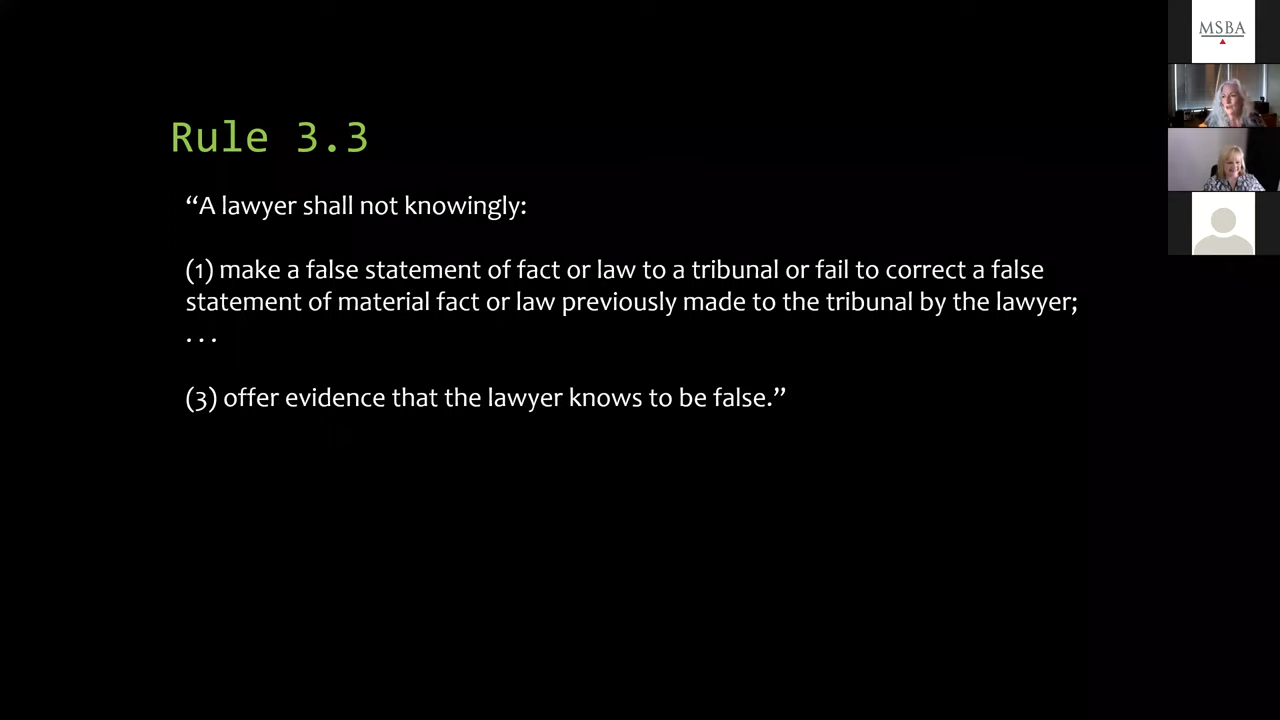 MSBA
Rule 3.3
“A lawyer shall not knowingly:
(1) make a false statement of fact or law to a tribunal or fail to correct a false
statement of material fact or law previously made to the tribunal by the lawyer;
. . .
(3) offer evidence that the lawyer knows to be false.”